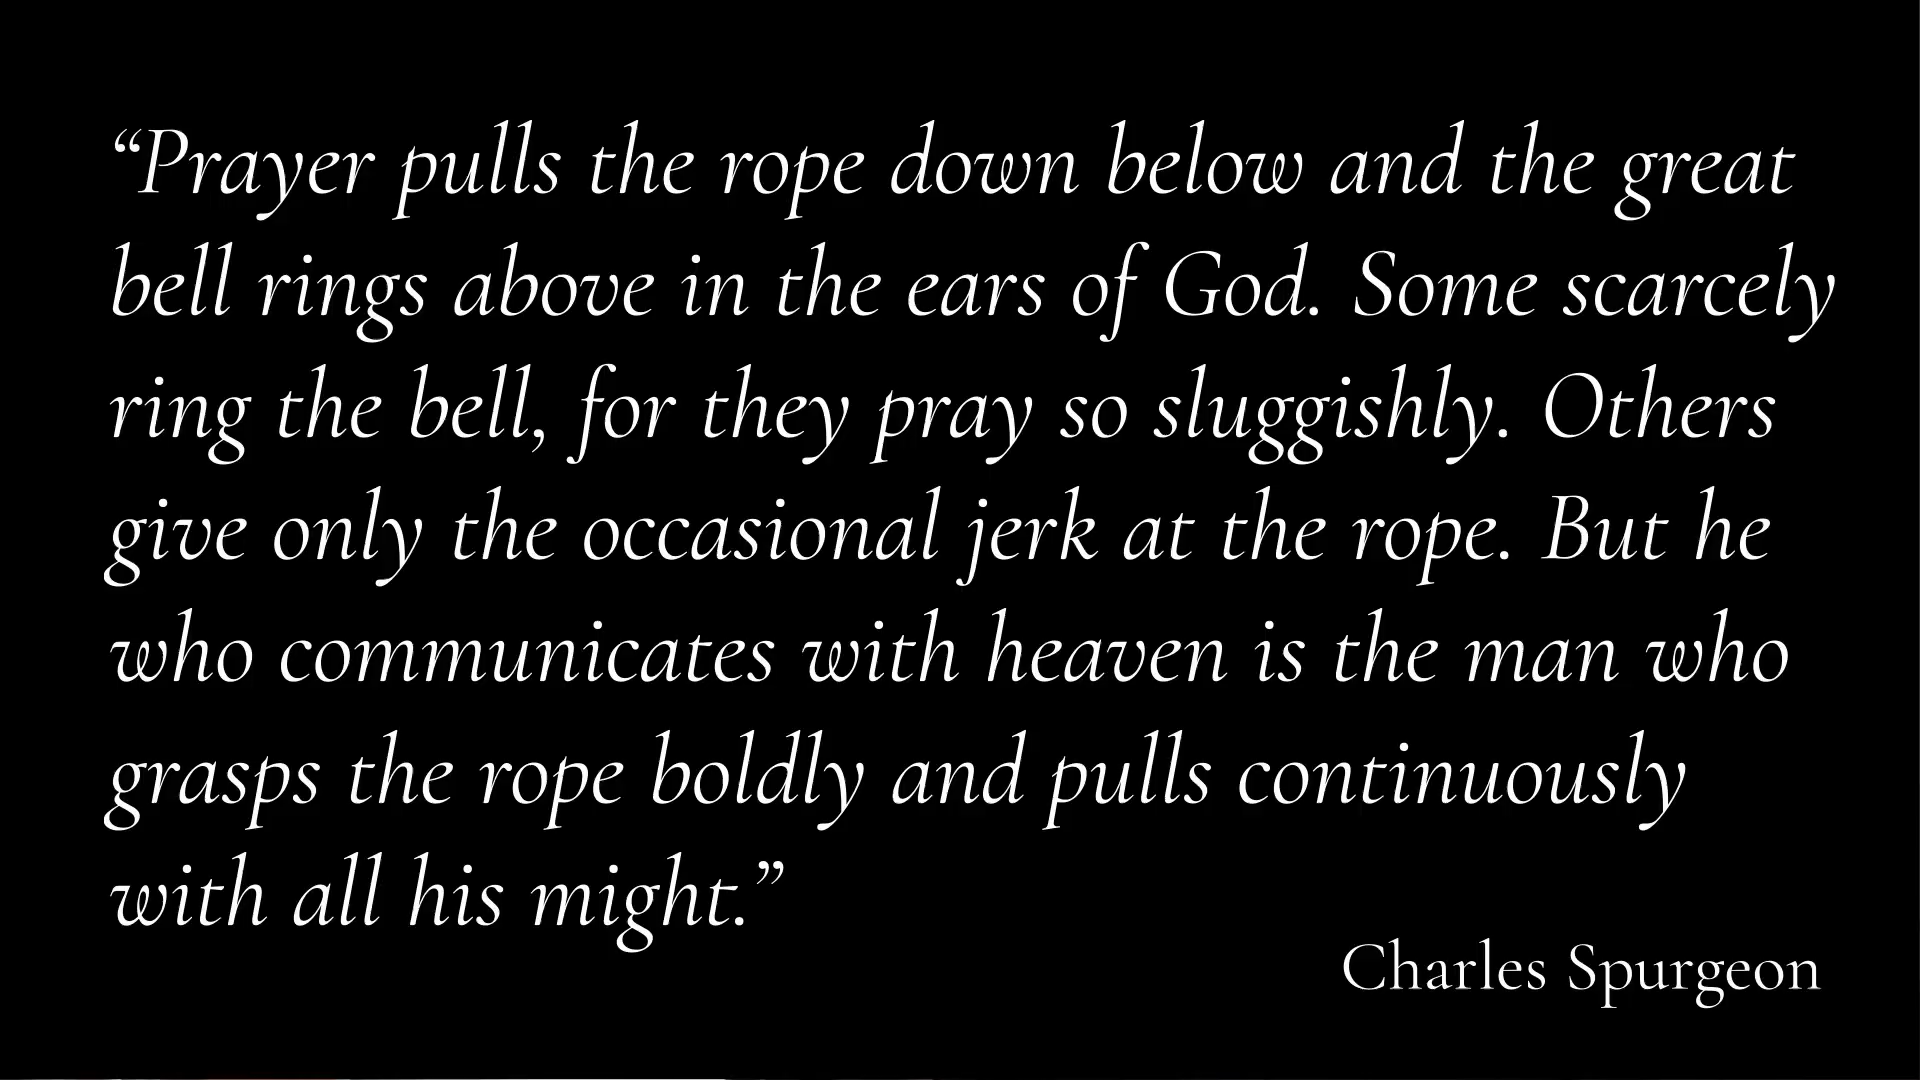 “Prayer pulls the rope down below and the great
bell rings above in the ears of God. Some scarcely
ring the bell, for they pray so sluggishly. Others
give only the occasional jerk at the rope. But he
who communicates with heaven is the man who
grasps the rope boldly and pulls continuously
with all his might.”
Charles Spurgeon